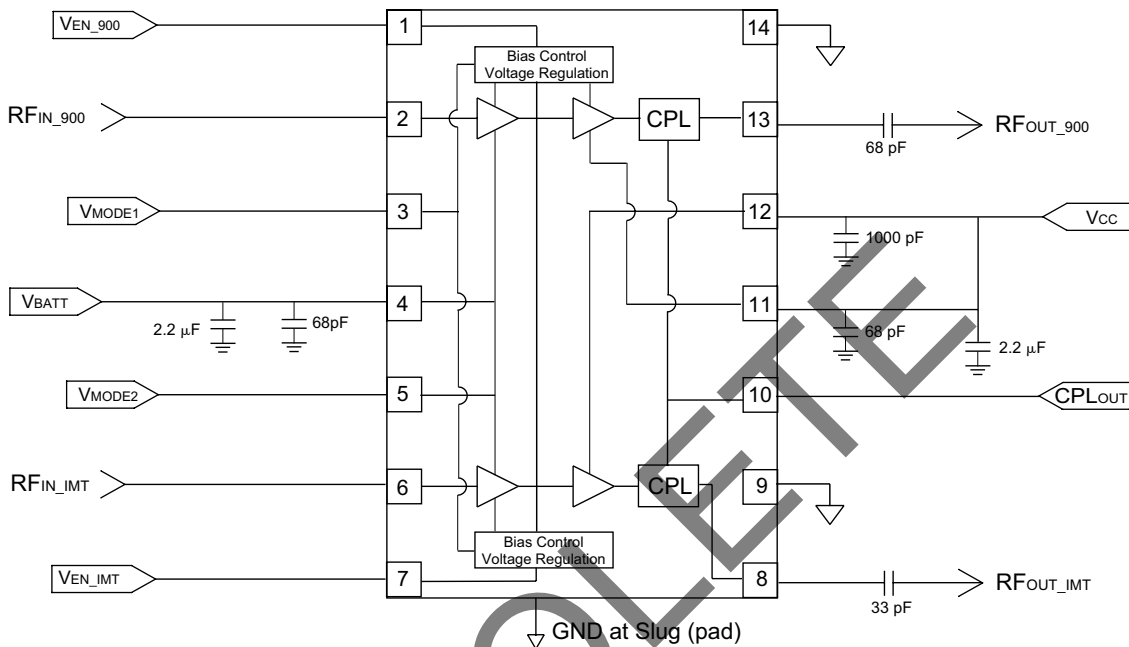 VEN_900
1
14
Bias Control
Voltage Regulation
RFIN_900
2
CPL
13
RFOUT_900
68 pF
VMODE1
3
12
VCC
1000 pF
VBATT
4
11
2.2 μF
68pF
68 pF
2.2 μF
VMODE2
5
10
CPLOUT
RFIN_IMT
6
CPL
9
Bias Control
Voltage Regulation
VEN_IMT
7
8
RFOUT_IMT
33 pF
GND at Slug (pad)
OLETE